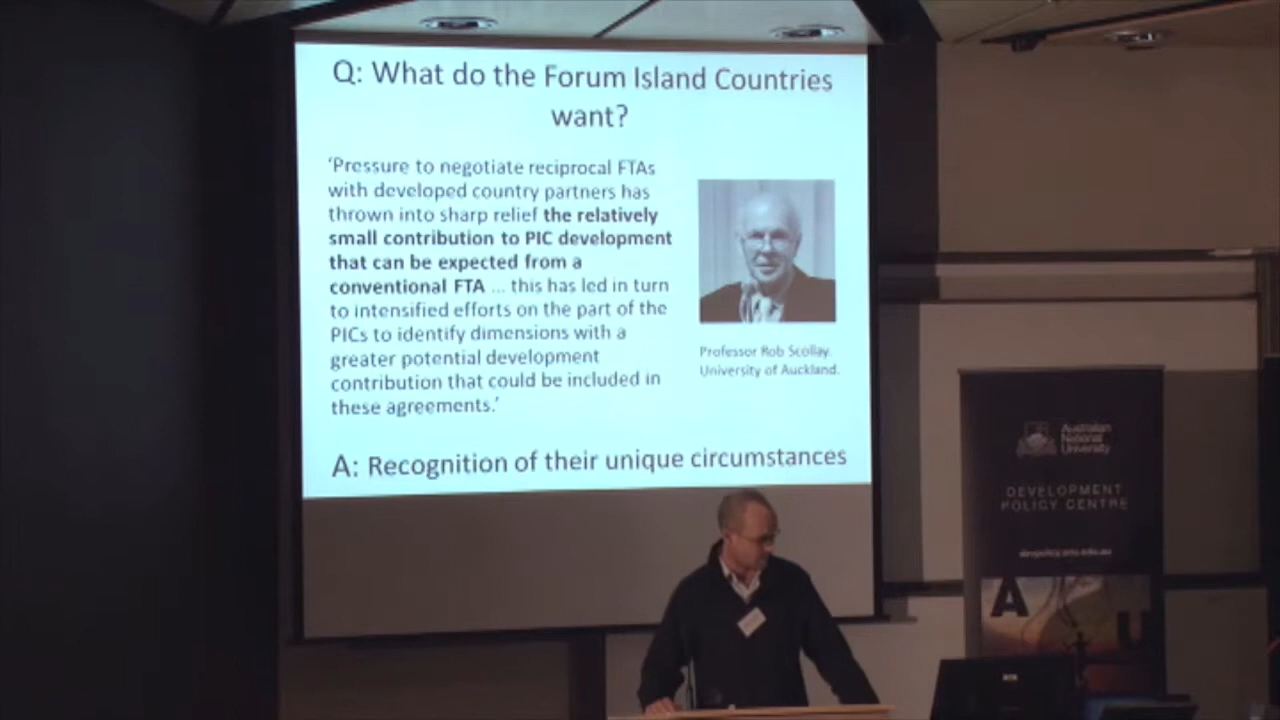 Q: What do the Forum Island Countries
want?
‘Pressure to negotiate reciprocal FTAs
with developed country partners has
thrown into sharp relief the relatively
small contribution to PIC development
that can be expected from a
conventional FTA ... this has led in turn
to intensified efforts on the part of the
PICs to identify dimensions with a
greater potential development
contribution that could be included in
these agreements.’
Professor Rob Scollay.
University of Auckland.
A: Recognition of their unique circumstances
Australian
National
University
DEVELOPMENT
POLICY CENTRE
devpolicy.anu.edu.au
A
U